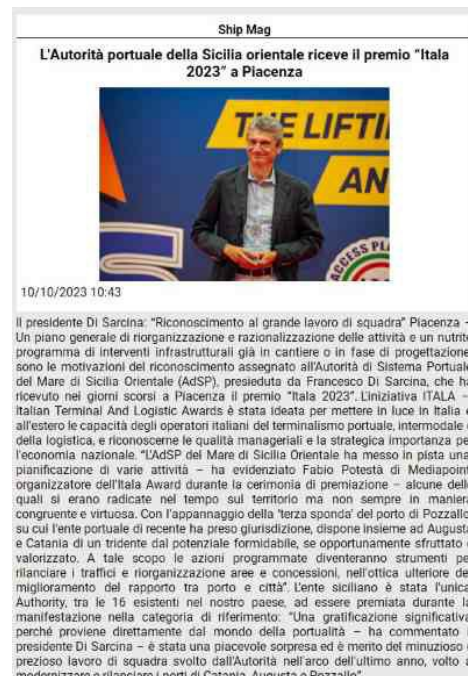 Ship Mag
L'Autorità portuale della Sicilia orientale riceve il premio “Itala
2023” a Piacenza
THE LIFTI
AN
S
CCESS PL
10/10/2023 10:43
Il presidente Di Sarcina: “Riconoscimento al grande lavoro di squadra” Piacenza –
Un piano generale di riorganizzazione e razionalizzazione delle attività e un nutrit
programma di interventi infrastrutturali già in cantiere o in fase di progettazione
sono le motivazioni del riconoscimento assegnato all'Autorità di Sistema Portuale
del Mare di Sicilia Orientale (AdSP), presieduta da Francesco Di Sarcina, che h
ricevuto nei giorni scorsi a Piacenza il premio “Itala 2023”. L'iniziativa ITALA –
Italian Terminal And Logistic Awards è stata ideata per mettere in luce in Italia
all'estero le capacità degli operatori italiani del terminalismo portuale, intermodale
della logistica, e riconoscerne le qualità manageriali e la strategica importanza pe
l'economia nazionale. “L'AdSP del Mare di Sicilia Orientale ha messo in pista una
pianificazione di varie attività – ha evidenziato Fabio Potestà di Mediapoint
organizzatore dell'Itala Award durante la cerimonia di premiazione – alcune dell
quali si erano radicate nel tempo sul territorio ma non sempre in manier
congruente e virtuosa. Con l'appannaggio della 'terza sponda' del porto di Pozzallo
su cui l'ente portuale di recente ha preso giurisdizione, dispone insieme ad August
e Catania di un tridente dal potenziale formidabile, se opportunamente sfruttato
valorizzato. A tale scopo le azioni programmate diventeranno strumenti pe
rilanciare i traffici e riorganizzazione aree e concessioni, nell'ottica ulteriore de
miglioramento del rapporto tra porto e città”. L'ente siciliano è stata l'unica
Authority, tra le 16 esistenti nel nostro paese, ad essere premiata durante la
manifestazione nella categoria di riferimento: “Una gratificazione significativa
perché proviene direttamente dal mondo della portualità – ha commentato
presidente Di Sarcina – è stata una piacevole sorpresa ed è merito del minuzioso
prezioso lavoro di squadra svolto dall'Autorità nell'arco dell'ultimo anno, volto
modernizzare e rilanciare i porti di Catania, Augusta e Pozzallo”.